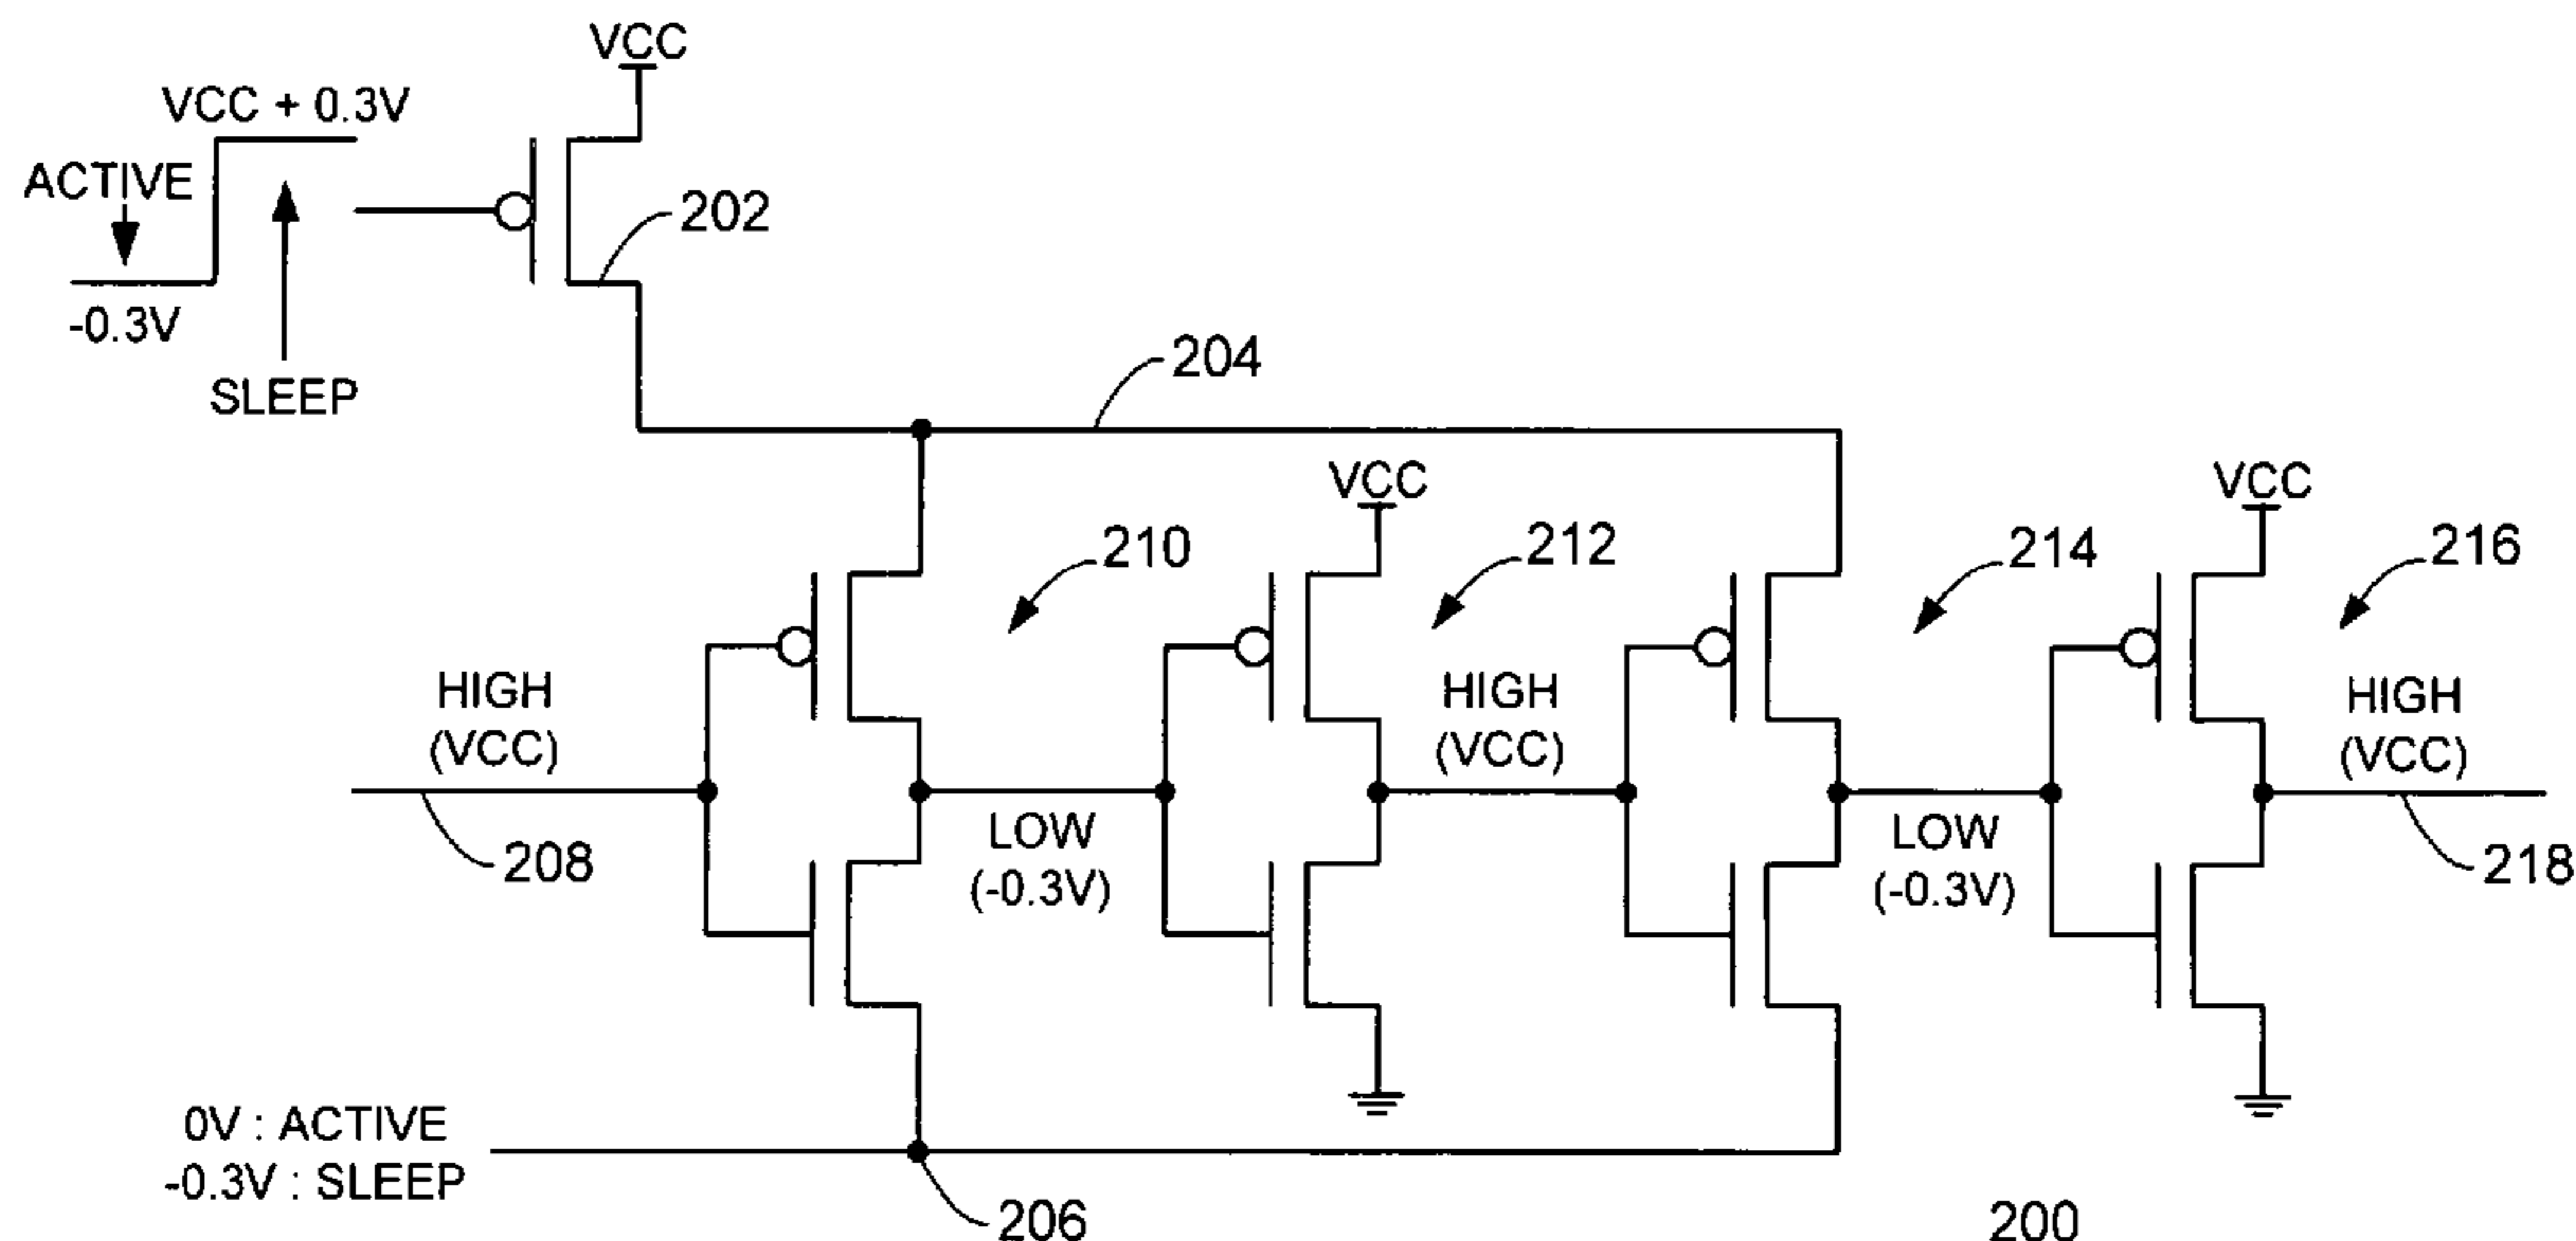 VCC
VCC + 0.3V
ACTIVE
202
-0.3V
204
SLEEP
VCC
VCC
210
212
214
216
HIGH
(VCC)
HIGH
(VCC)
HIGH
(VCC)
LOW
(-0.3V)
LOW
(-0.3V)
208
218
0V : ACTIVE
-0.3V : SLEEP
206
200